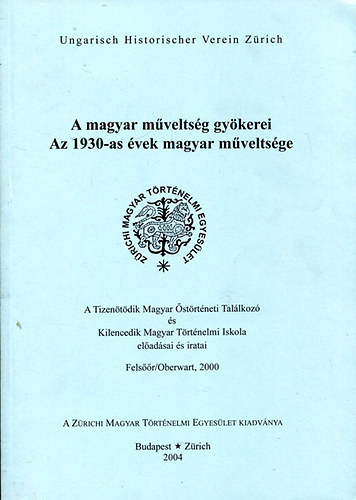 Ungarisch Historischer Verein Zürich
A magyar műveltség gyökerei
Az 1930-as évek magyar műveltsége
ZÜRICHI MAGYAR TÖRTÉNELMI EGYESÜLET
A Tizenötödik Magyar Őstörténeti Találkozó
és
Kilencedik Magyar Történelmi Iskola
előadásai és iratai
Felsőőr/Oberwart, 2000
A ZÜRICHI MAGYAR TÖRTÉNELMI EGYESÜLET KIADVÁNYA
Budapest ★ Zürich
2004